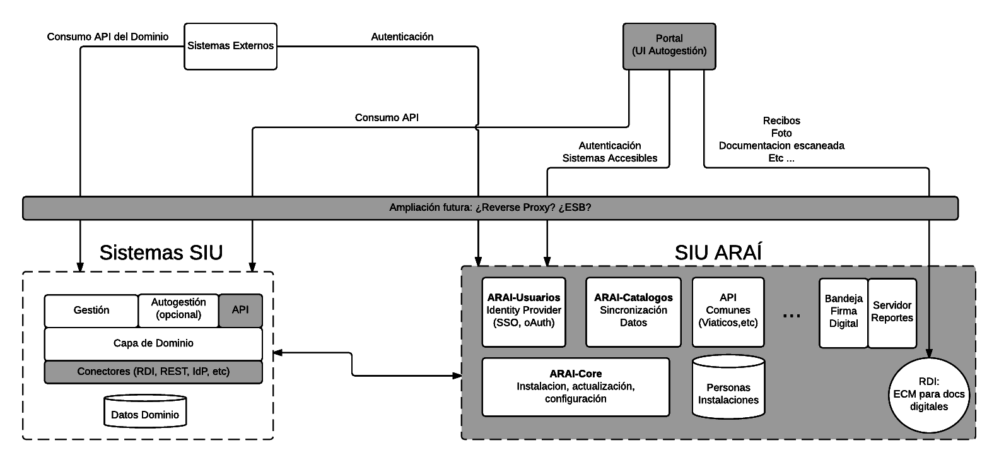 Consumo API del Dominio
Sistemas Externos
Autenticación
Portal
(UI Autogestión)
Consumo API
Autenticación
Sistemas Accesibles
Recibos
Foto
Documentacion escaneada
Etc ...
Ampliación futura: ¿Reverse Proxy? ¿ESB?
Sistemas SIU
Gestión
Autogestión
(opcional)
API
Capa de Dominio
Conectores (RDI, REST, IdP, etc)
Datos Dominio
SIU ARAÍ
ARAI-Usuarios
Identity Provider
(SSO, oAuth)
ARAI-Catalogos
Sincronización
Datos
API
Comunes
(Viaticos,etc)
...
Bandeja
Firma
Digital
Servidor
Reportes
ARAI-Core
Instalacion, actualización,
configuración
Personas
Instalaciones
RDI:
ECM para docs
digitales